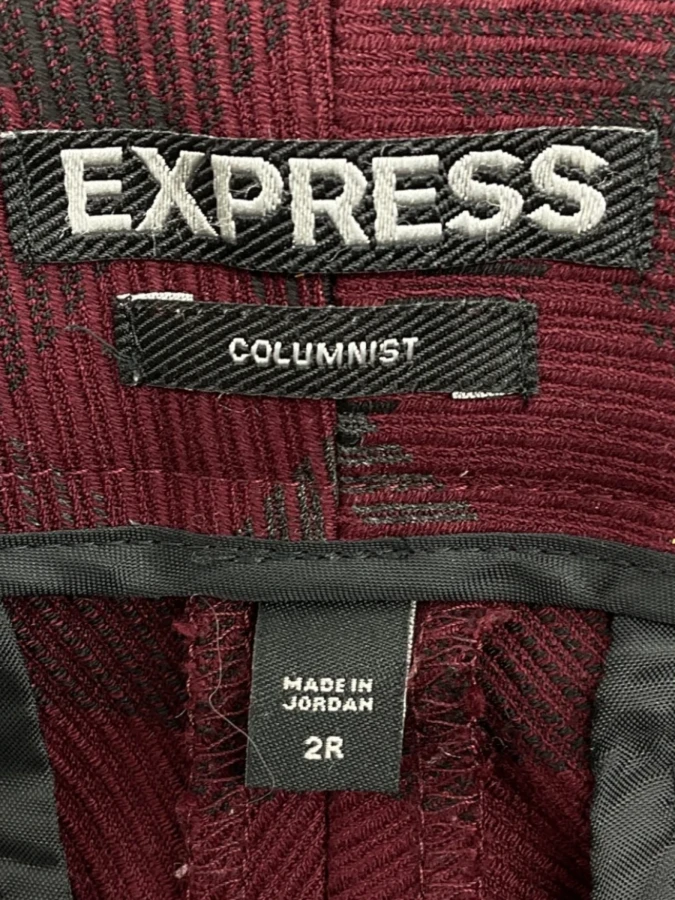 EXPRESS
COLUMNIST
MADE IN
JORDAN
2R